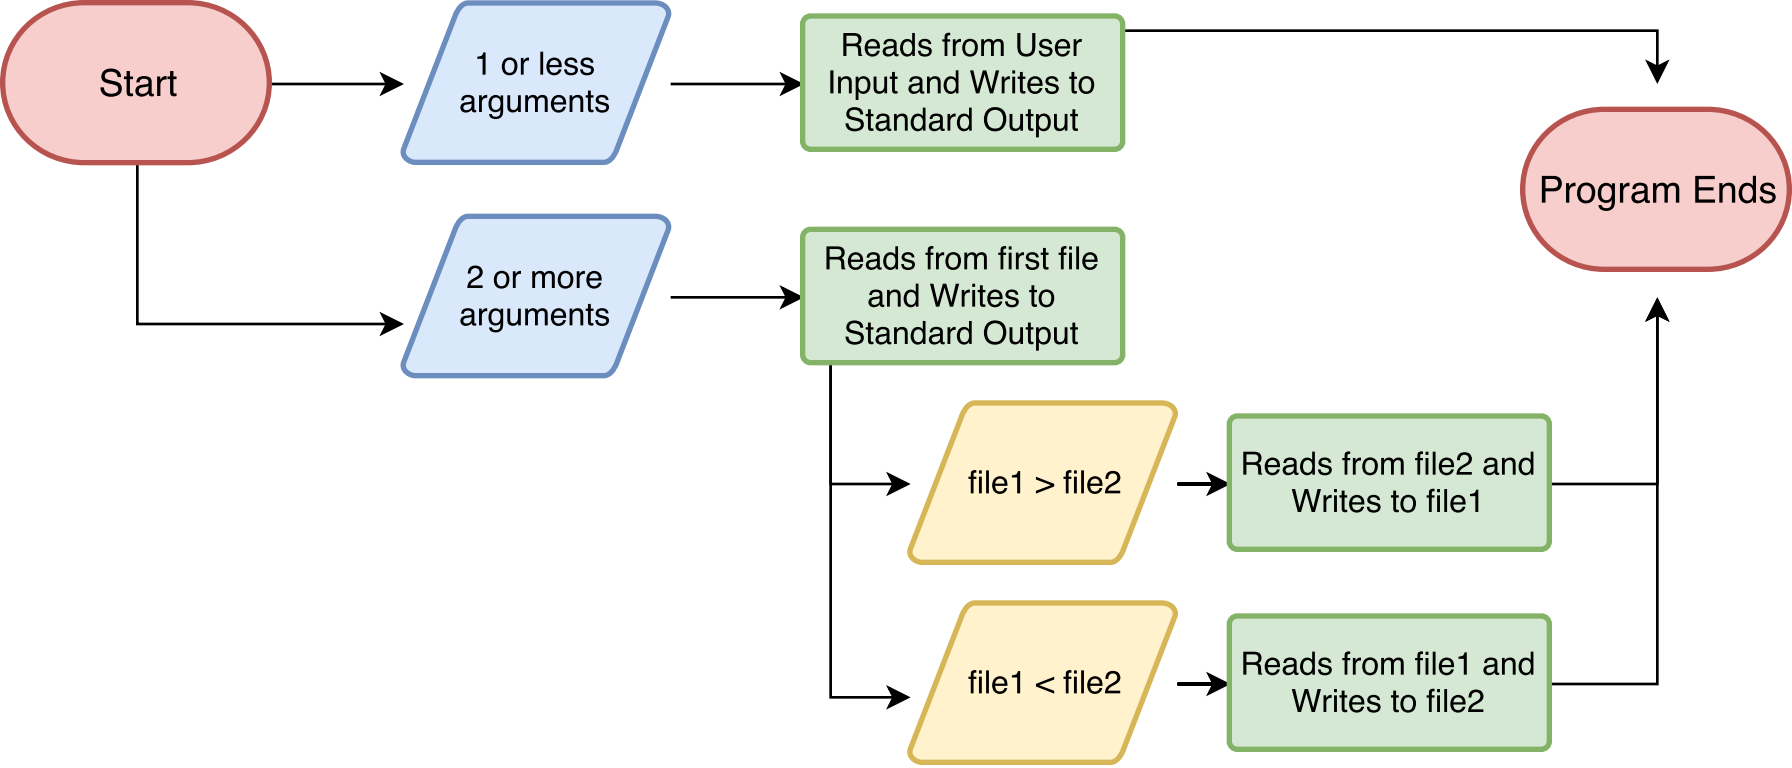 Start
1 or less
arguments
Reads from User
Input and Writes to
Standard Output
Program Ends
2 or more
arguments
Reads from first file
and Writes to
Standard Output
file1 > file2
Reads from file2 and
Writes to file1
file1 < file2
Reads from file1 and
Writes to file2